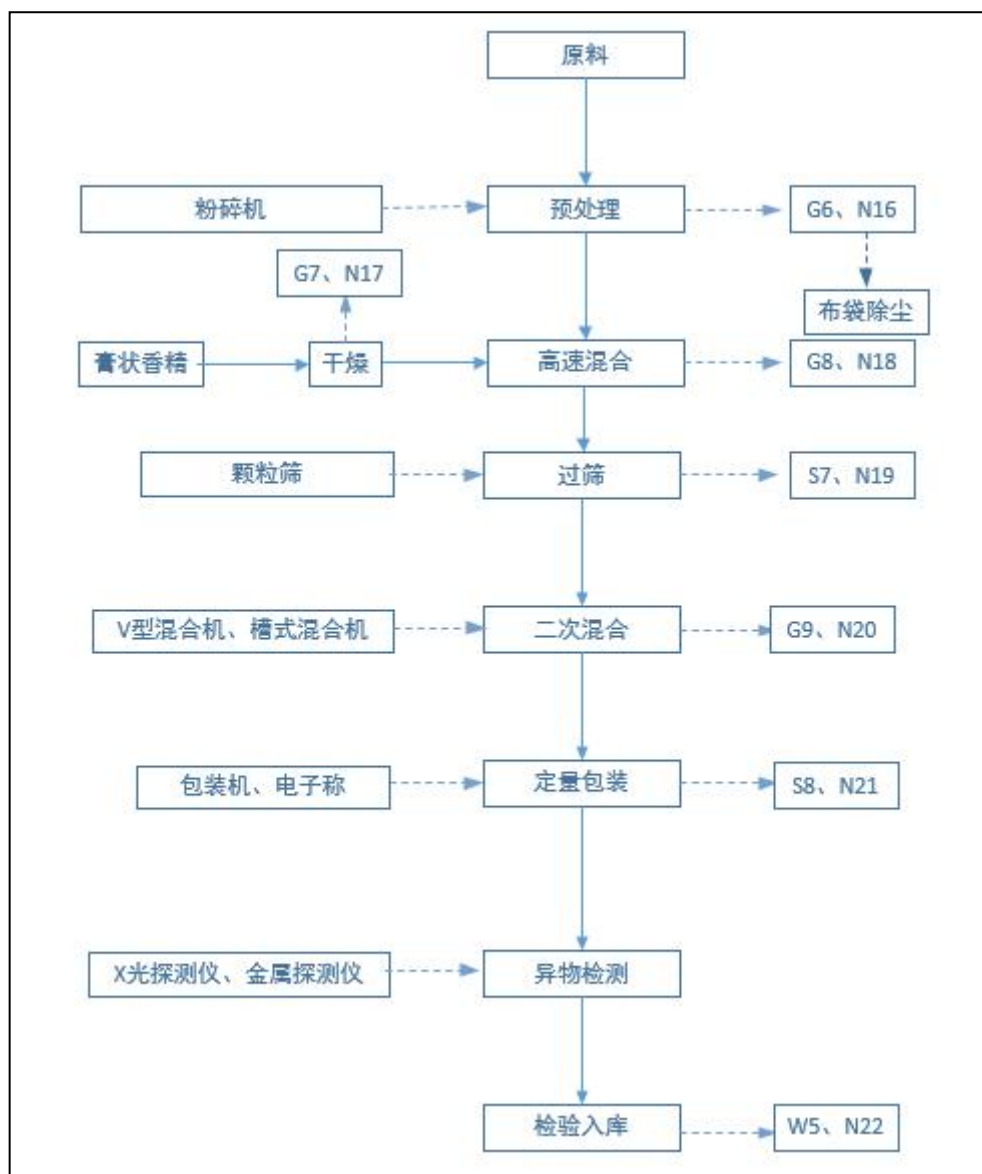 原料
粉碎机
预处理
G6、N16
G7、N17
布袋除尘
膏状香精
干燥
高速混合
G8、N18
颗粒筛
过筛
S7、N19
V型混合机、槽式混合机
二次混合
G9、N20
包装机、电子称
定量包装
S8、N21
X光探测仪、金属探测仪
异物检测
检验入库
W5、N22